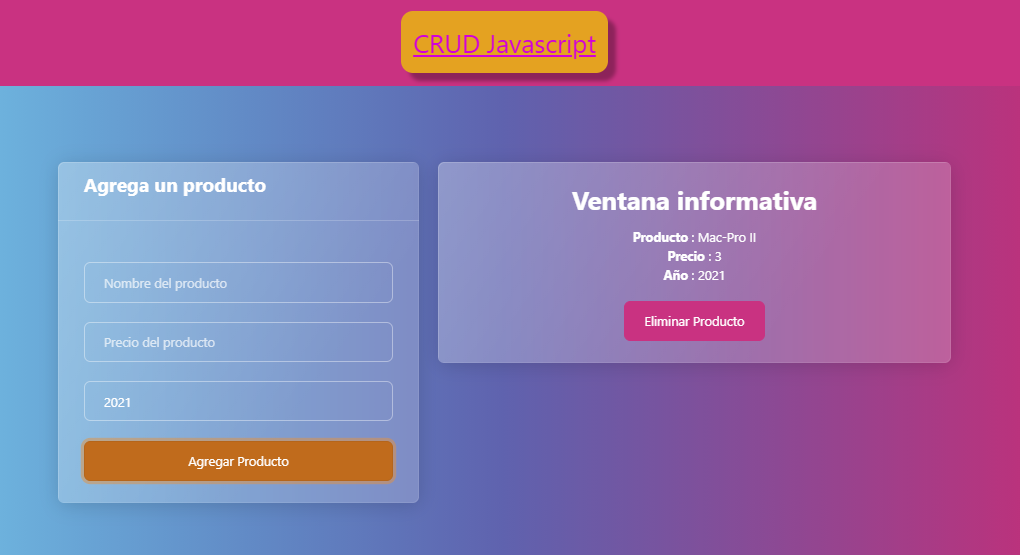 CRUD Javascript
Agrega un producto
Nombre del producto
Precio del producto
2021
Agregar Producto
Ventana informativa
Producto : Mac-Pro II
Precio : 3
Año : 2021
Eliminar Producto